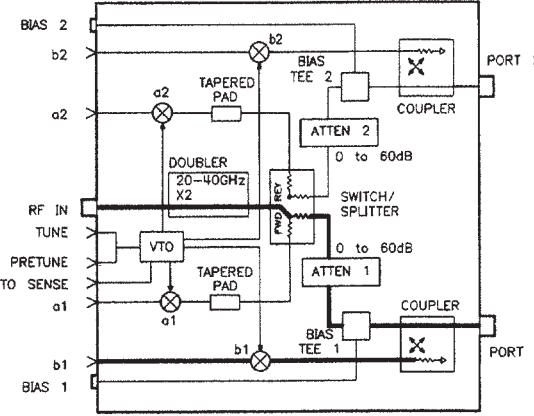 BIAS 2
b2
b2
BIAS
TEE 2
PORT
COUPLER
TAPERED
PAD
a2
a2
ATTEN 2
0 to 60dB
DOUBLER
20-40GHz
X2
REY
FWD
SWITCH/
SPLITTER
RF IN
TUNE
VTO
PRETUNE
TO SENSE
0 to 60dB
ATTEN 1
TAPERED
PAD
a1
a1
COUPLER
BIAS
TEE 1
PORT
b1
b1
BIAS 1